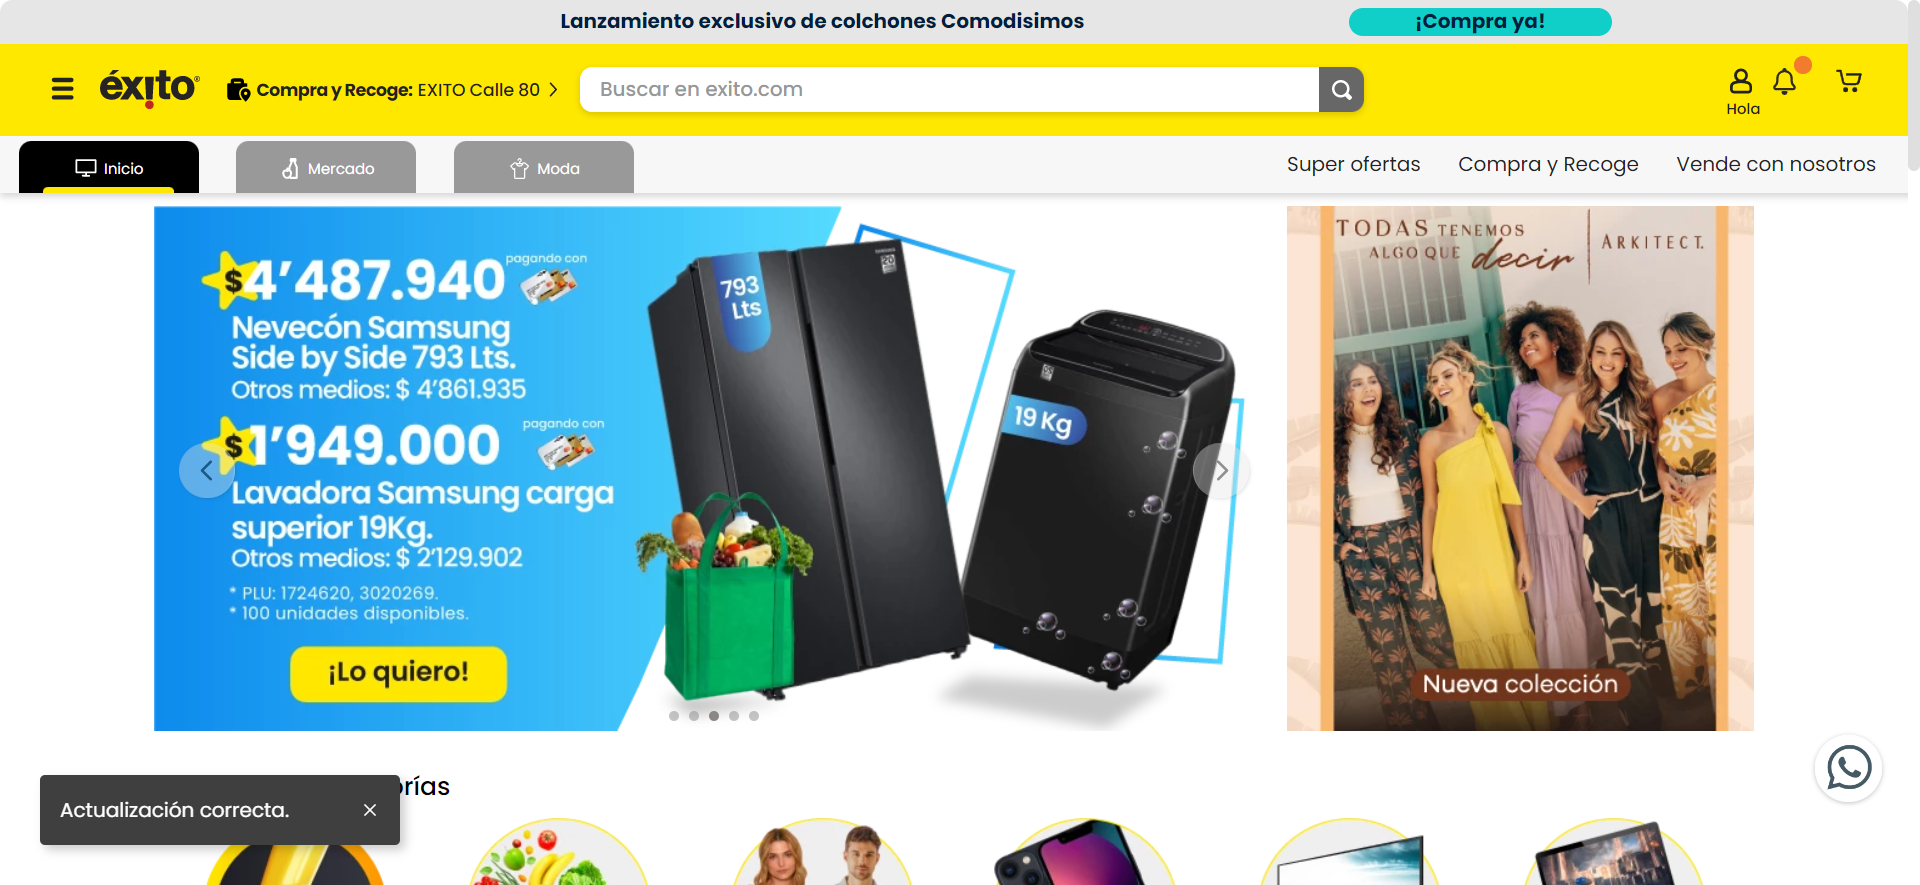 Lanzamiento exclusivo de colchones Comodisimos
¡Compra ya!
éxito
Compra y Recoge: EXITO Calle 80
Buscar en exito.com
Hola
Inicio
Mercado
Moda
Super ofertas
Compra y Recoge
Vende con nosotros
$4’487.940
pagando con
Nevecón Samsung
Side by Side 793 Lts.
Otros medios: $ 4’861.935
$1’949.000
pagando con
Lavadora Samsung carga
superior 19Kg.
Otros medios: $ 2’129.902
* PLU: 1724620, 3020269.
* 100 unidades disponibles.
¡Lo quiero!
793
Lts
19 Kg
TODAS TENEMOS
ALGO QUE decir
ARKITECT.
Nueva colección
orías
Actualización correcta.